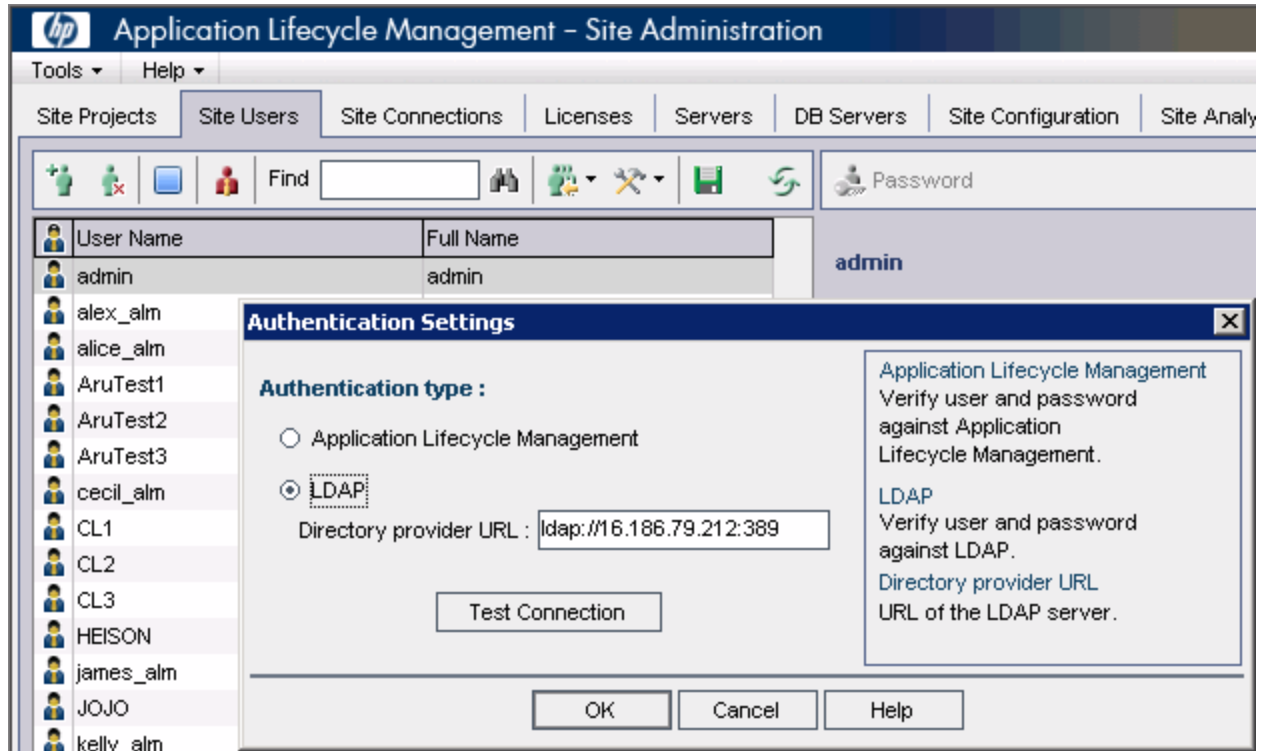 hp Application Lifecycle Management – Site Administration
Tools Help
Site Projects Site Users Site Connections Licenses Servers DB Servers Site Configuration Site Analy
Find Password
User Name Full Name
admin admin
admin
alex_alm
alice_alm
AruTest1
AruTest2
AruTest3
cecil_alm
CL1
CL2
CL3
HEISON
james_alm
JOJO
kelly_alm
Authentication Settings
Authentication type :
Application Lifecycle Management
LDAP
Directory provider URL : ldap://16.186.79.212:389
Test Connection
Application Lifecycle Management
Verify user and password
against Application
Lifecycle Management.
LDAP
Verify user and password
against LDAP.
Directory provider URL
URL of the LDAP server.
OK Cancel Help